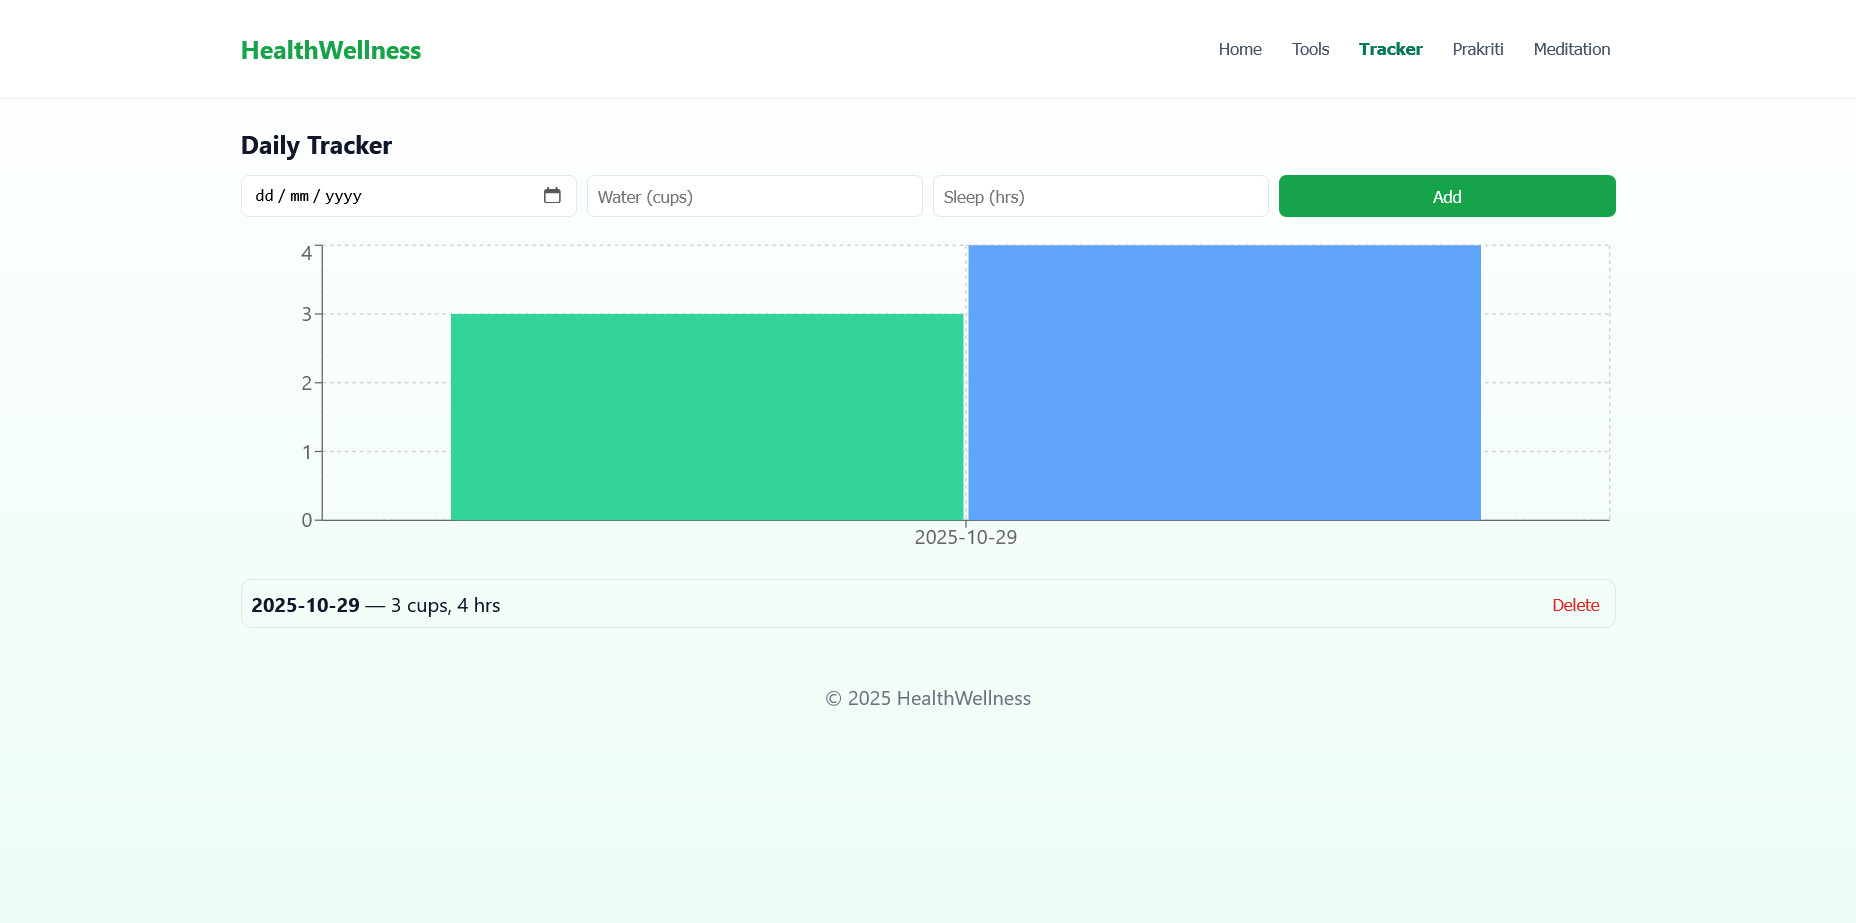 HealthWellness
Home Tools Tracker Prakriti Meditation
Daily Tracker
dd / mm / yyyy Water (cups) Sleep (hrs) Add
4
3
2
1
0
2025-10-29
2025-10-29 — 3 cups, 4 hrs Delete
© 2025 HealthWellness